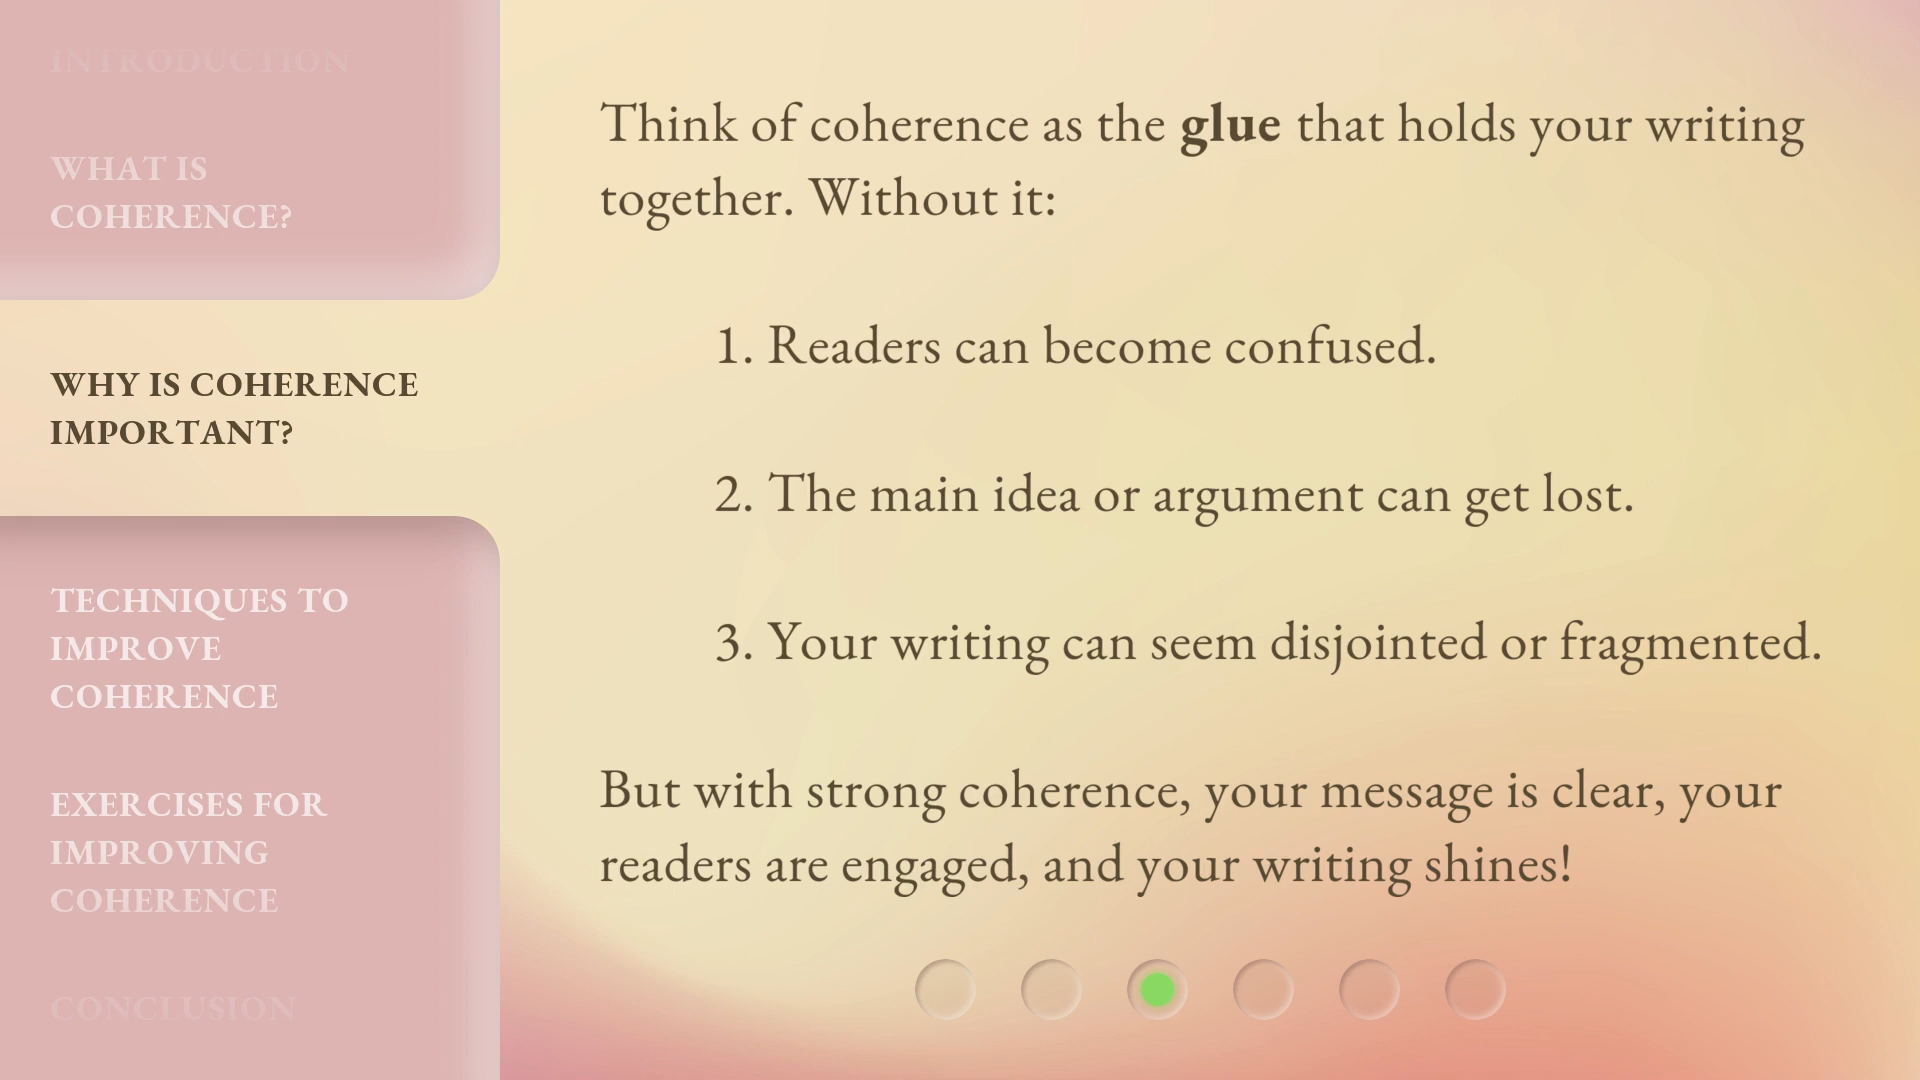 INTRODUCTION
WHAT IS
COHERENCE?
WHY IS COHERENCE
IMPORTANT?
TECHNIQUES TO
IMPROVE
COHERENCE
EXERCISES FOR
IMPROVING
COHERENCE
CONCLUSION
Think of coherence as the glue that holds your writing
together. Without it:
1. Readers can become confused.
2. The main idea or argument can get lost.
3. Your writing can seem disjointed or fragmented.
But with strong coherence, your message is clear, your
readers are engaged, and your writing shines!